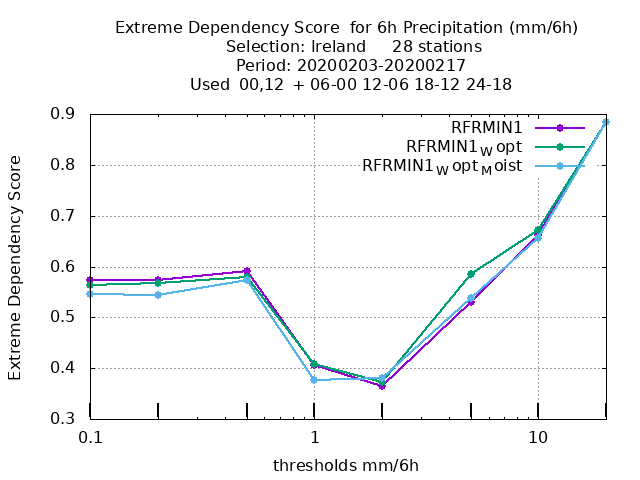 Extreme Dependency Score  for 6h Precipitation (mm/6h)
Selection: Ireland     28 stations
Period: 20200203-20200217
Used  00,12  + 06-00 12-06 18-12 24-18
RFRMIN1
RFRMIN1_W opt
RFRMIN1_W opt_M oist
Extreme Dependency Score
0.9
0.8
0.7
0.6
0.5
0.4
0.3
0.1 1 10
thresholds mm/6h